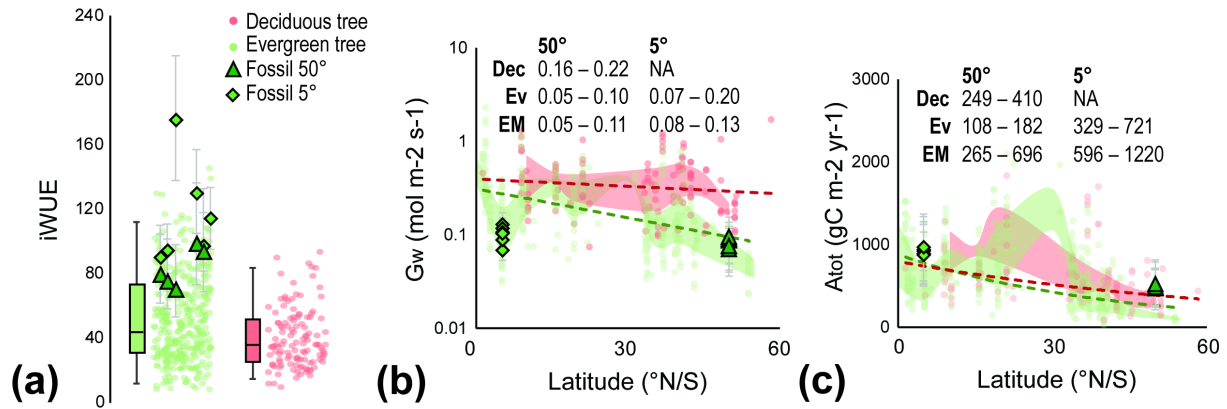 240
200
160
120
80
40
0
iWUE
Deciduous tree
Evergreen tree
Fossil 50°
Fossil 5°
(a)
10
1
0.1
0.01
Gw (mol m-2 s-1)
50° 5°
Dec 0.16 – 0.22 NA
Ev 0.05 – 0.10 0.07 – 0.20
EM 0.05 – 0.11 0.08 – 0.13
0 30 60
Latitude (°N/S)
(b)
3000
2000
1000
0
Atot (gC m-2 yr-1)
50° 5°
Dec 249 – 410 NA
Ev 108 – 182 329 – 721
EM 265 – 696 596 – 1220
0 30 60
Latitude (°N/S)
(c)